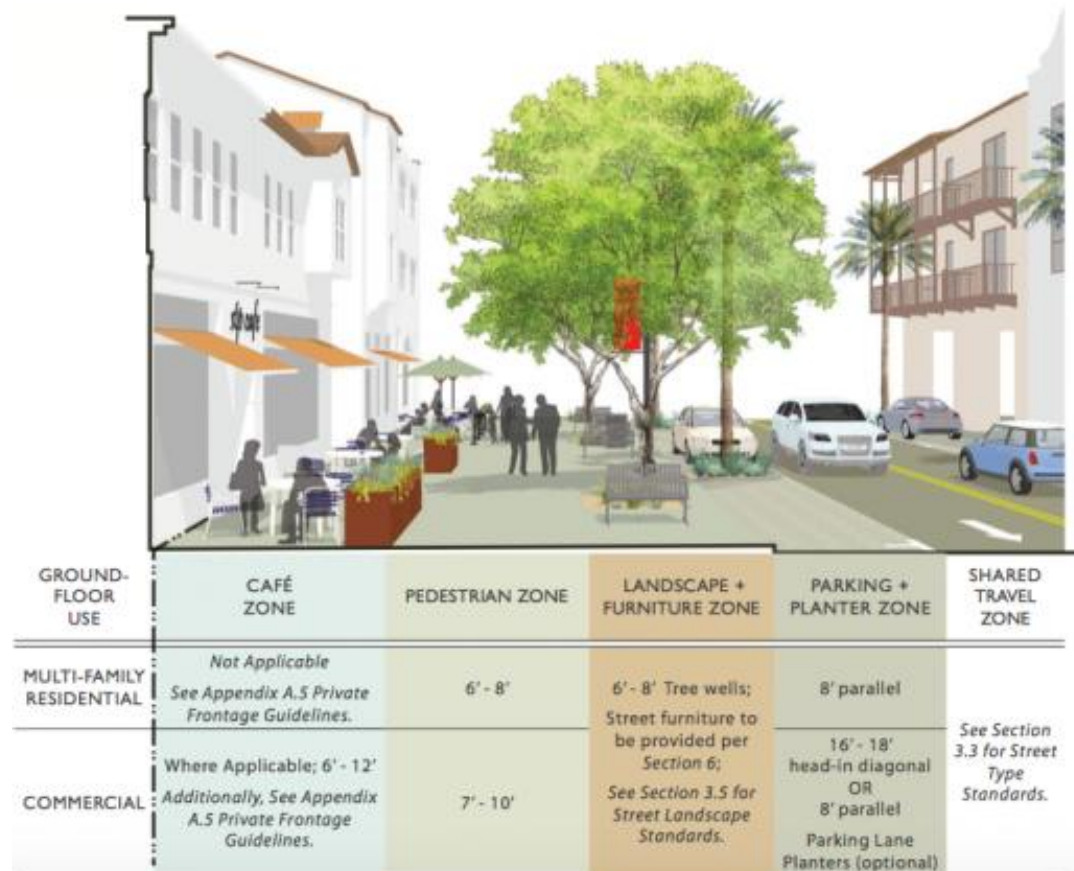 GROUND-
FLOOR
USE
CAFÉ
ZONE
PEDESTRIAN ZONE
LANDSCAPE +
FURNITURE ZONE
PARKING +
PLANTER ZONE
SHARED
TRAVEL
ZONE
MULTI-FAMILY
RESIDENTIAL
Not Applicable
See Appendix A.5 Private
Frontage Guidelines.
6' - 8'
6' - 8' Tree wells;
Street furniture to
be provided per
Section 6;
See Section 3.5 for
Street Landscape
Standards.
8' parallel
See Section
3.3 for Street
Type
Standards.
COMMERCIAL
Where Applicable; 6' - 12'
Additionally, See Appendix
A.5 Private Frontage
Guidelines.
7' - 10'
16' - 18'
head-in diagonal
OR
8' parallel
Parking Lane
Planters (optional)